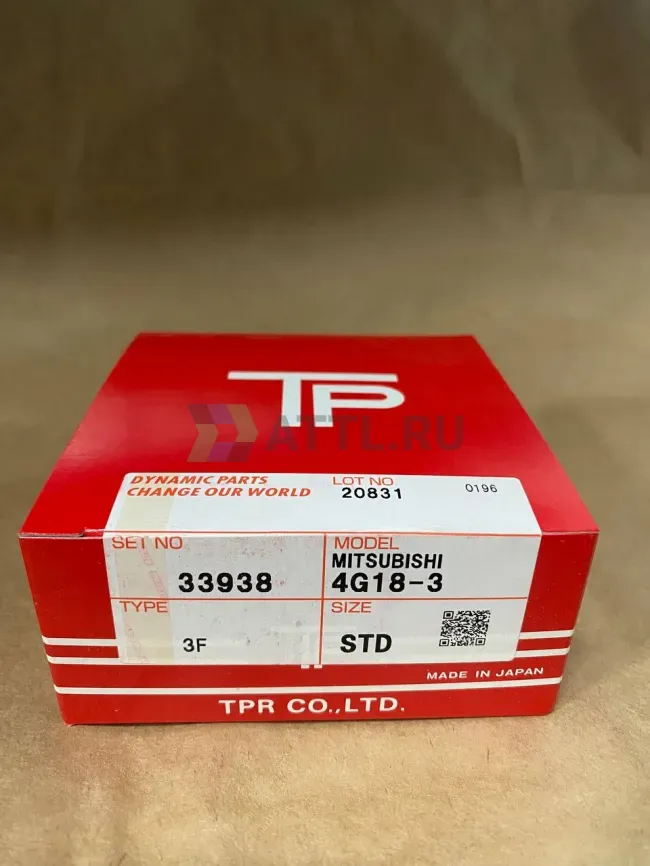 TP
ATTL.RU
DYNAMIC PARTS
CHANGE OUR WORLD
LOT NO
20831
0196
SET NO
33938
MODEL
MITSUBISHI
4G18-3
TYPE
3F
SIZE
STD
MADE IN JAPAN
TPR CO.,LTD.